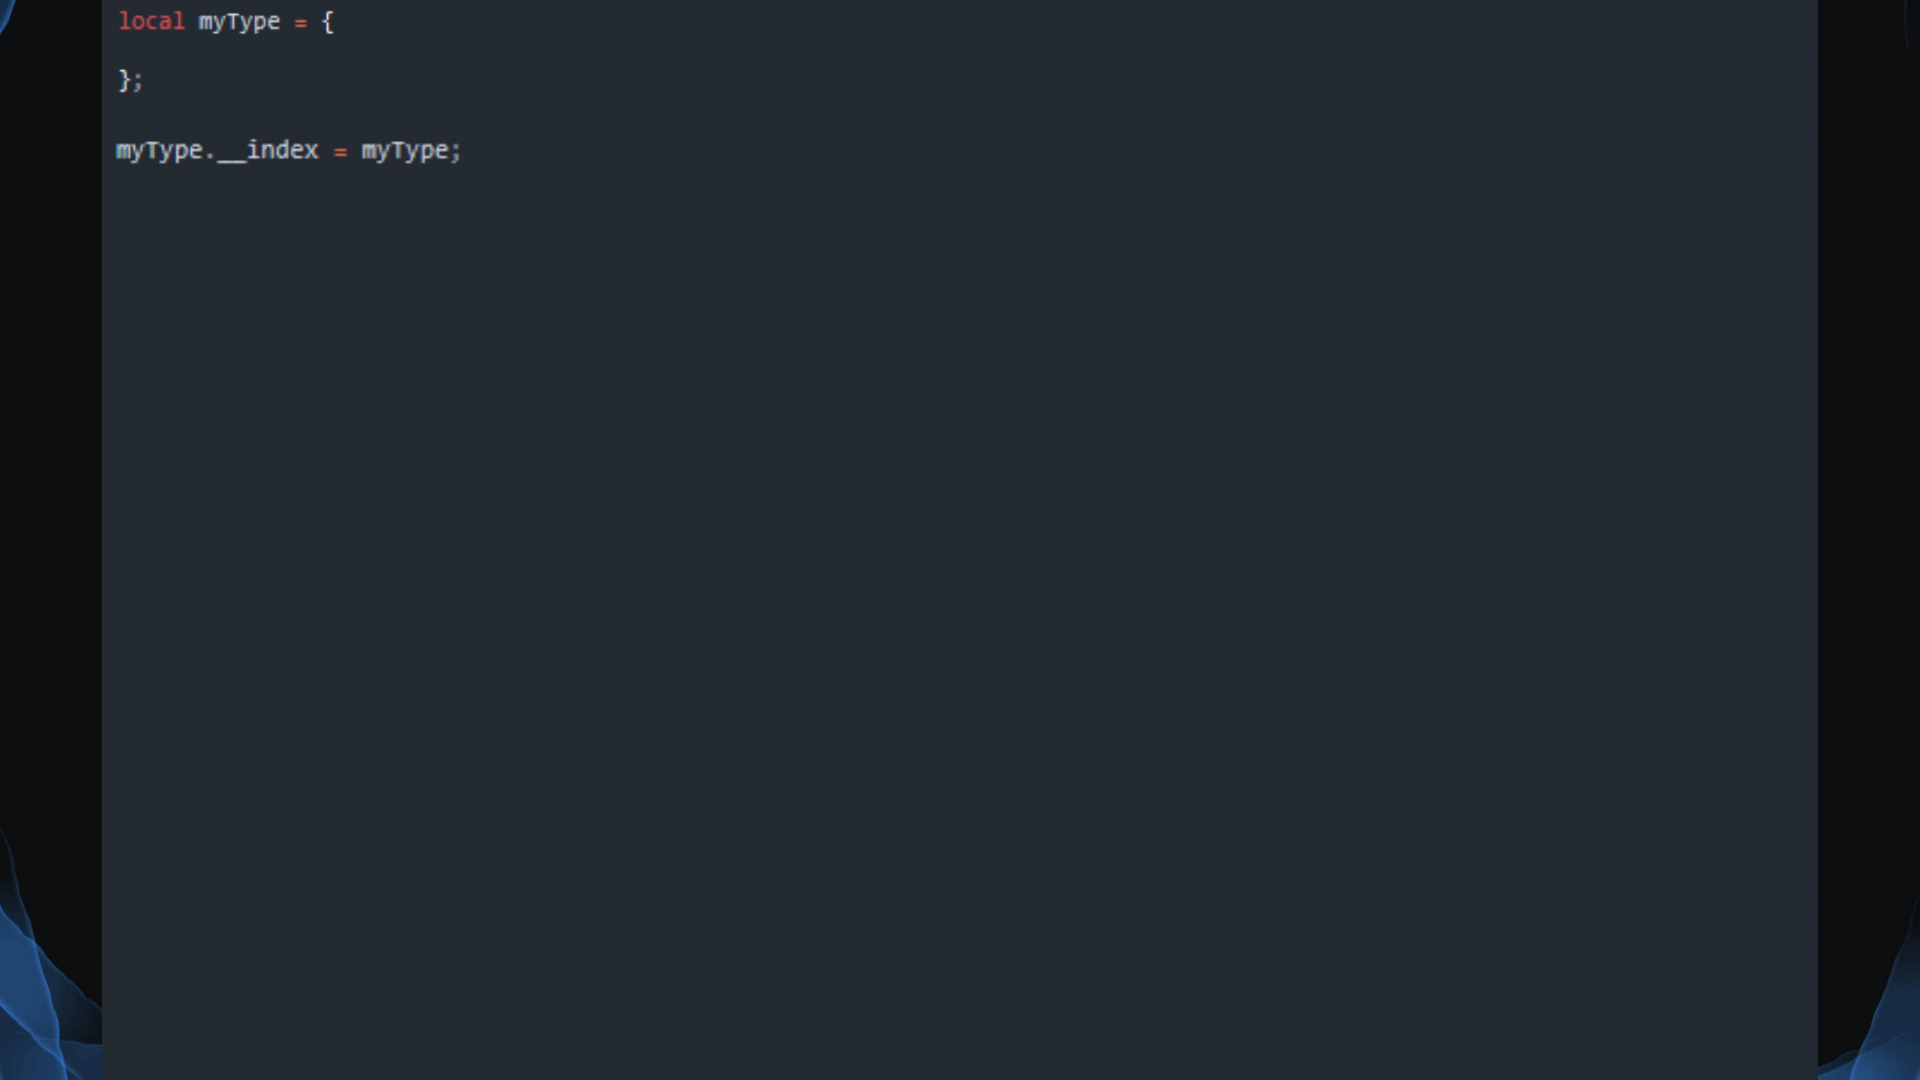 local myType = {
};
myType.__index = myType;